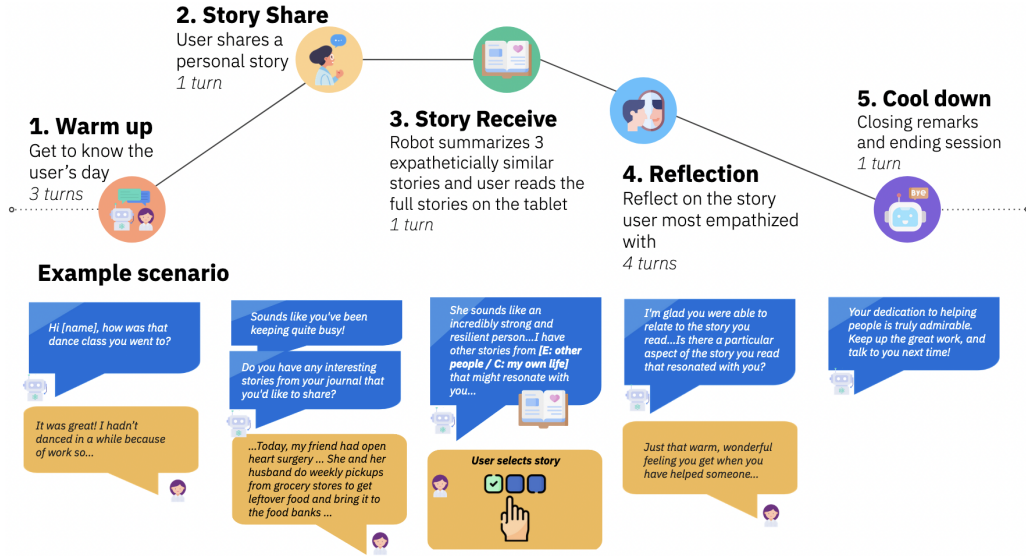 2. Story Share
User shares a
personal story
1 turn
1. Warm up
Get to know the
user's day
3 turns
3. Story Receive
Robot summarizes 3
expatheticially similar
stories and user reads the
full stories on the tablet
1 turn
4. Reflection
Reflect on the story
user most empathized
with
4 turns
5. Cool down
Closing remarks
and ending session
1 turn
BYE
Example scenario
Hi [name], how was that
dance class you went to?
It was great! I hadn't
danced in a while because
of work so...
Sounds like you've been
keeping quite busy!
Do you have any interesting
stories from your journal that
you'd like to share?
...Today, my friend had open
heart surgery ... She and her
husband do weekly pickups
from grocery stores to get
leftover food and bring it to
the food banks ...
She sounds like an
incredibly strong and
resilient person...I have
other stories from [E: other
people / C: my own life]
that might resonate with
you...
User selects story
I'm glad you were able to
relate to the story you
read...Is there a particular
aspect of the story you read
that resonated with you?
Just that warm, wonderful
feeling you get when you
have helped someone...
Your dedication to helping
people is truly admirable.
Keep up the great work, and
talk to you next time!